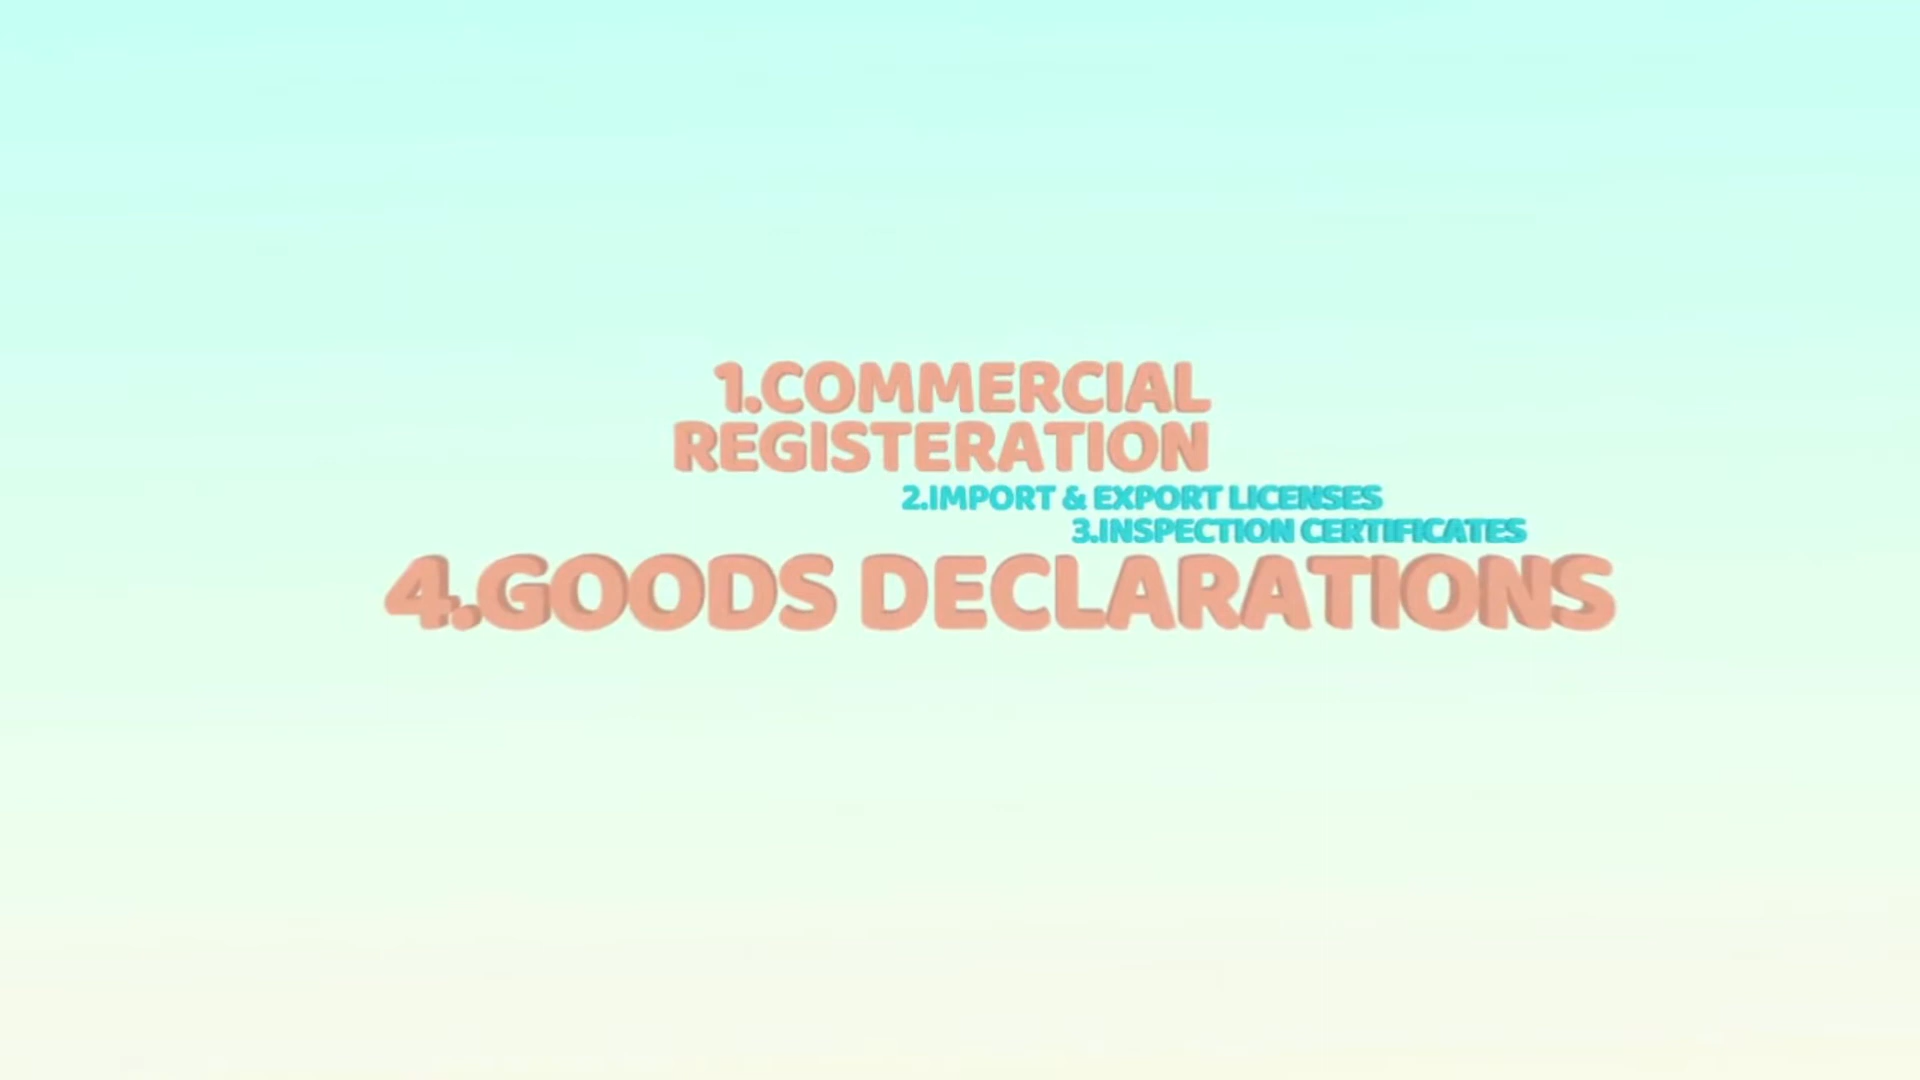 1.COMMERCIAL
REGISTERATION
2.IMPORT & EXPORT LICENSES
3.INSPECTION CERTIFICATES
4.GOODS DECLARATIONS